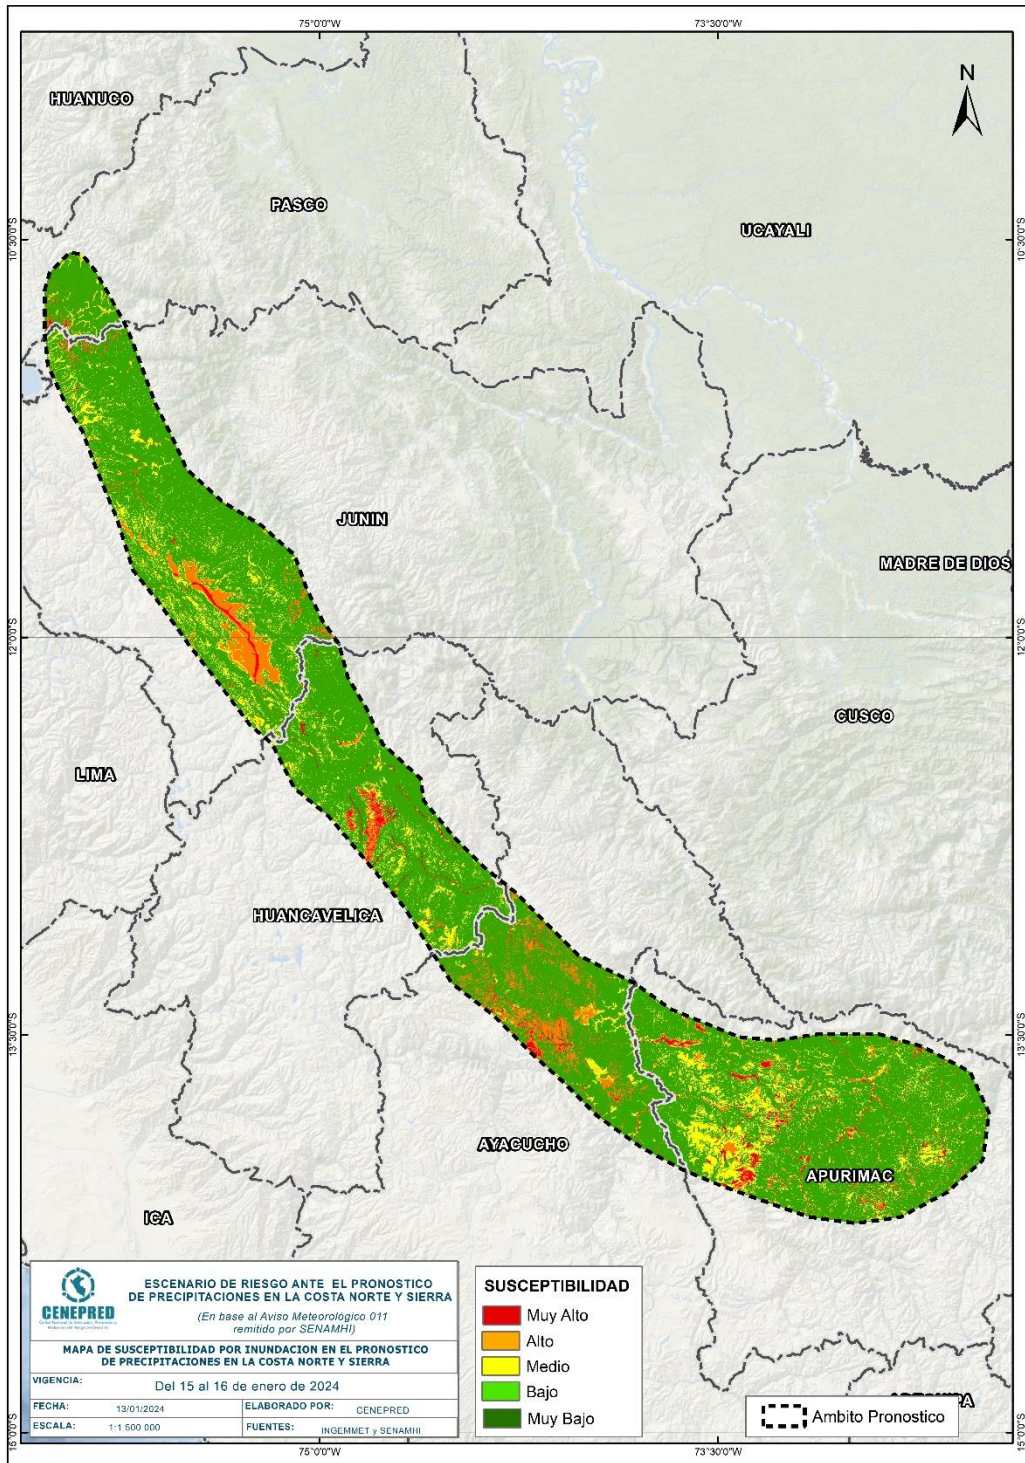 75°0'0"W
73°30'0"W
N
HUANUCO
PASCO
UCAYALI
10°30'0"S
10°30'0"S
JUNIN
MADRE DE DIOS
12°0'0"S
12°0'0"S
CUSCO
LIMA
HUANCAVELICA
13°30'0"S
13°30'0"S
AYACUCHO
APURIMAC
ICA
CENEPRED
ESCENARIO DE RIESGO ANTE EL PRONOSTICO
DE PRECIPITACIONES EN LA COSTA NORTE Y SIERRA
(En base al Aviso Meteorológico 011
remitido por SENAMHI)
MAPA DE SUSCEPTIBILIDAD POR INUNDACION EN EL PRONOSTICO
DE PRECIPITACIONES EN LA COSTA NORTE Y SIERRA
VIGENCIA:
Del 15 al 16 de enero de 2024
FECHA: 13/01/2024
ELABORADO POR: CENEPRED
ESCALA: 1:1.500.000
FUENTES: INGEMMET y SENAMHI
SUSCEPTIBILIDAD
Muy Alto
Alto
Medio
Bajo
Muy Bajo
Ambito Pronostico
15°0'0"S
15°0'0"S
75°0'0"W
73°30'0"W